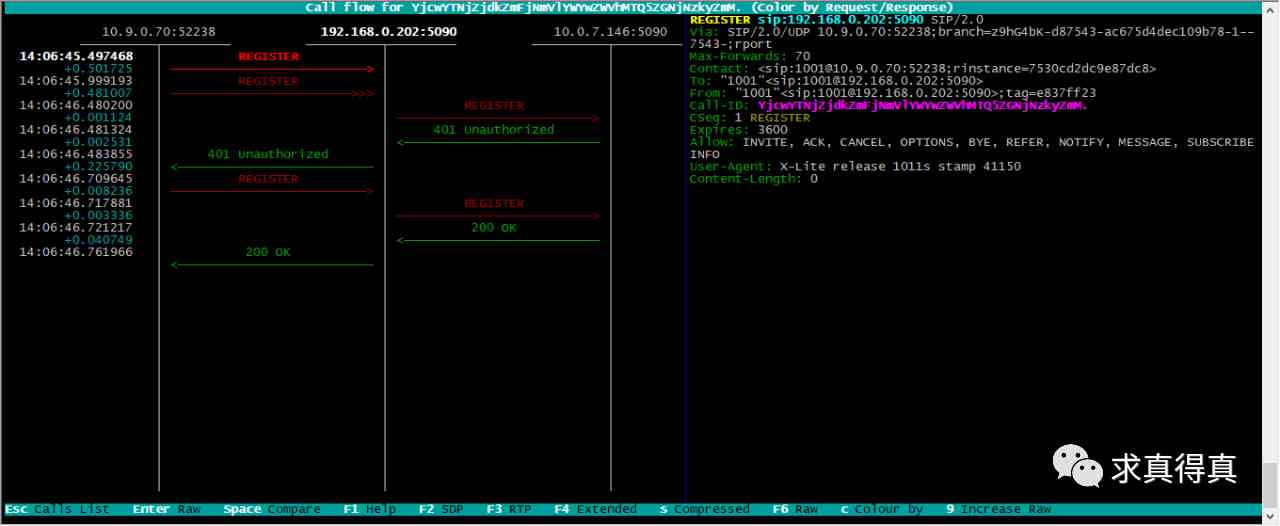 Call flow for YjcwYTNjZjdkZmFjNmVlYWYwZWVhMTQ5ZGNjNzkyZmM. (Color by Request/Response)
10.9.0.70:52238 192.168.0.202:5090 10.0.7.146:5090
14:06:45.497468 REGISTER
+0.501725
14:06:45.999193 REGISTER
+0.481007 >>>
14:06:46.480200 REGISTER
+0.001124
14:06:46.481324 401 Unauthorized
+0.002531
14:06:46.483855 401 Unauthorized
+0.225790
14:06:46.709645 REGISTER
+0.008236
14:06:46.717881 REGISTER
+0.003336
14:06:46.721217 200 OK
+0.040749
14:06:46.761966 200 OK
REGISTER sip:192.168.0.202:5090 SIP/2.0
Via: SIP/2.0/UDP 10.9.0.70:52238;branch=z9hG4bK-d87543-ac675d4dec109b78-1--d8
7543-;rport
Max-Forwards: 70
Contact: <sip:1001@10.9.0.70:52238;rinstance=7530cd2dc9e87dc8>
To: "1001"<sip:1001@192.168.0.202:5090>
From: "1001"<sip:1001@192.168.0.202:5090>;tag=e837ff23
Call-ID: YjcwYTNjZjdkZmFjNmVlYWYwZWVhMTQ5ZGNjNzkyZmM.
CSeq: 1 REGISTER
Expires: 3600
Allow: INVITE, ACK, CANCEL, OPTIONS, BYE, REFER, NOTIFY, MESSAGE, SUBSCRIBE
INFO
User-Agent: X-Lite release 1011s stamp 41150
Content-Length: 0
求真得真
Esc Calls List Enter Raw Space Compare F1 Help F2 SDP F3 RTP F4 Extended s Compressed F6 Raw c Colour by 9 Increase Raw